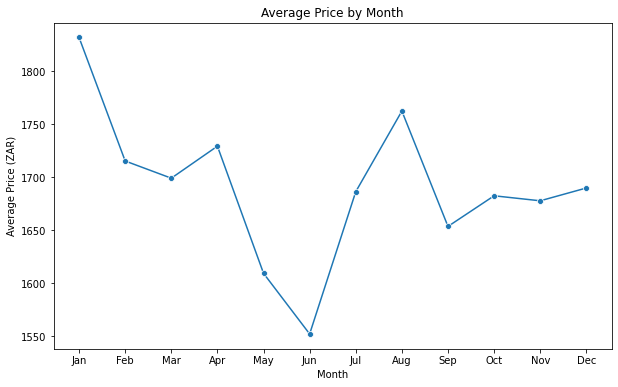 Average Price by Month
Average Price (ZAR)
1800
1750
1700
1650
1600
1550
Jan Feb Mar Apr May Jun Jul Aug Sep Oct Nov Dec
Month